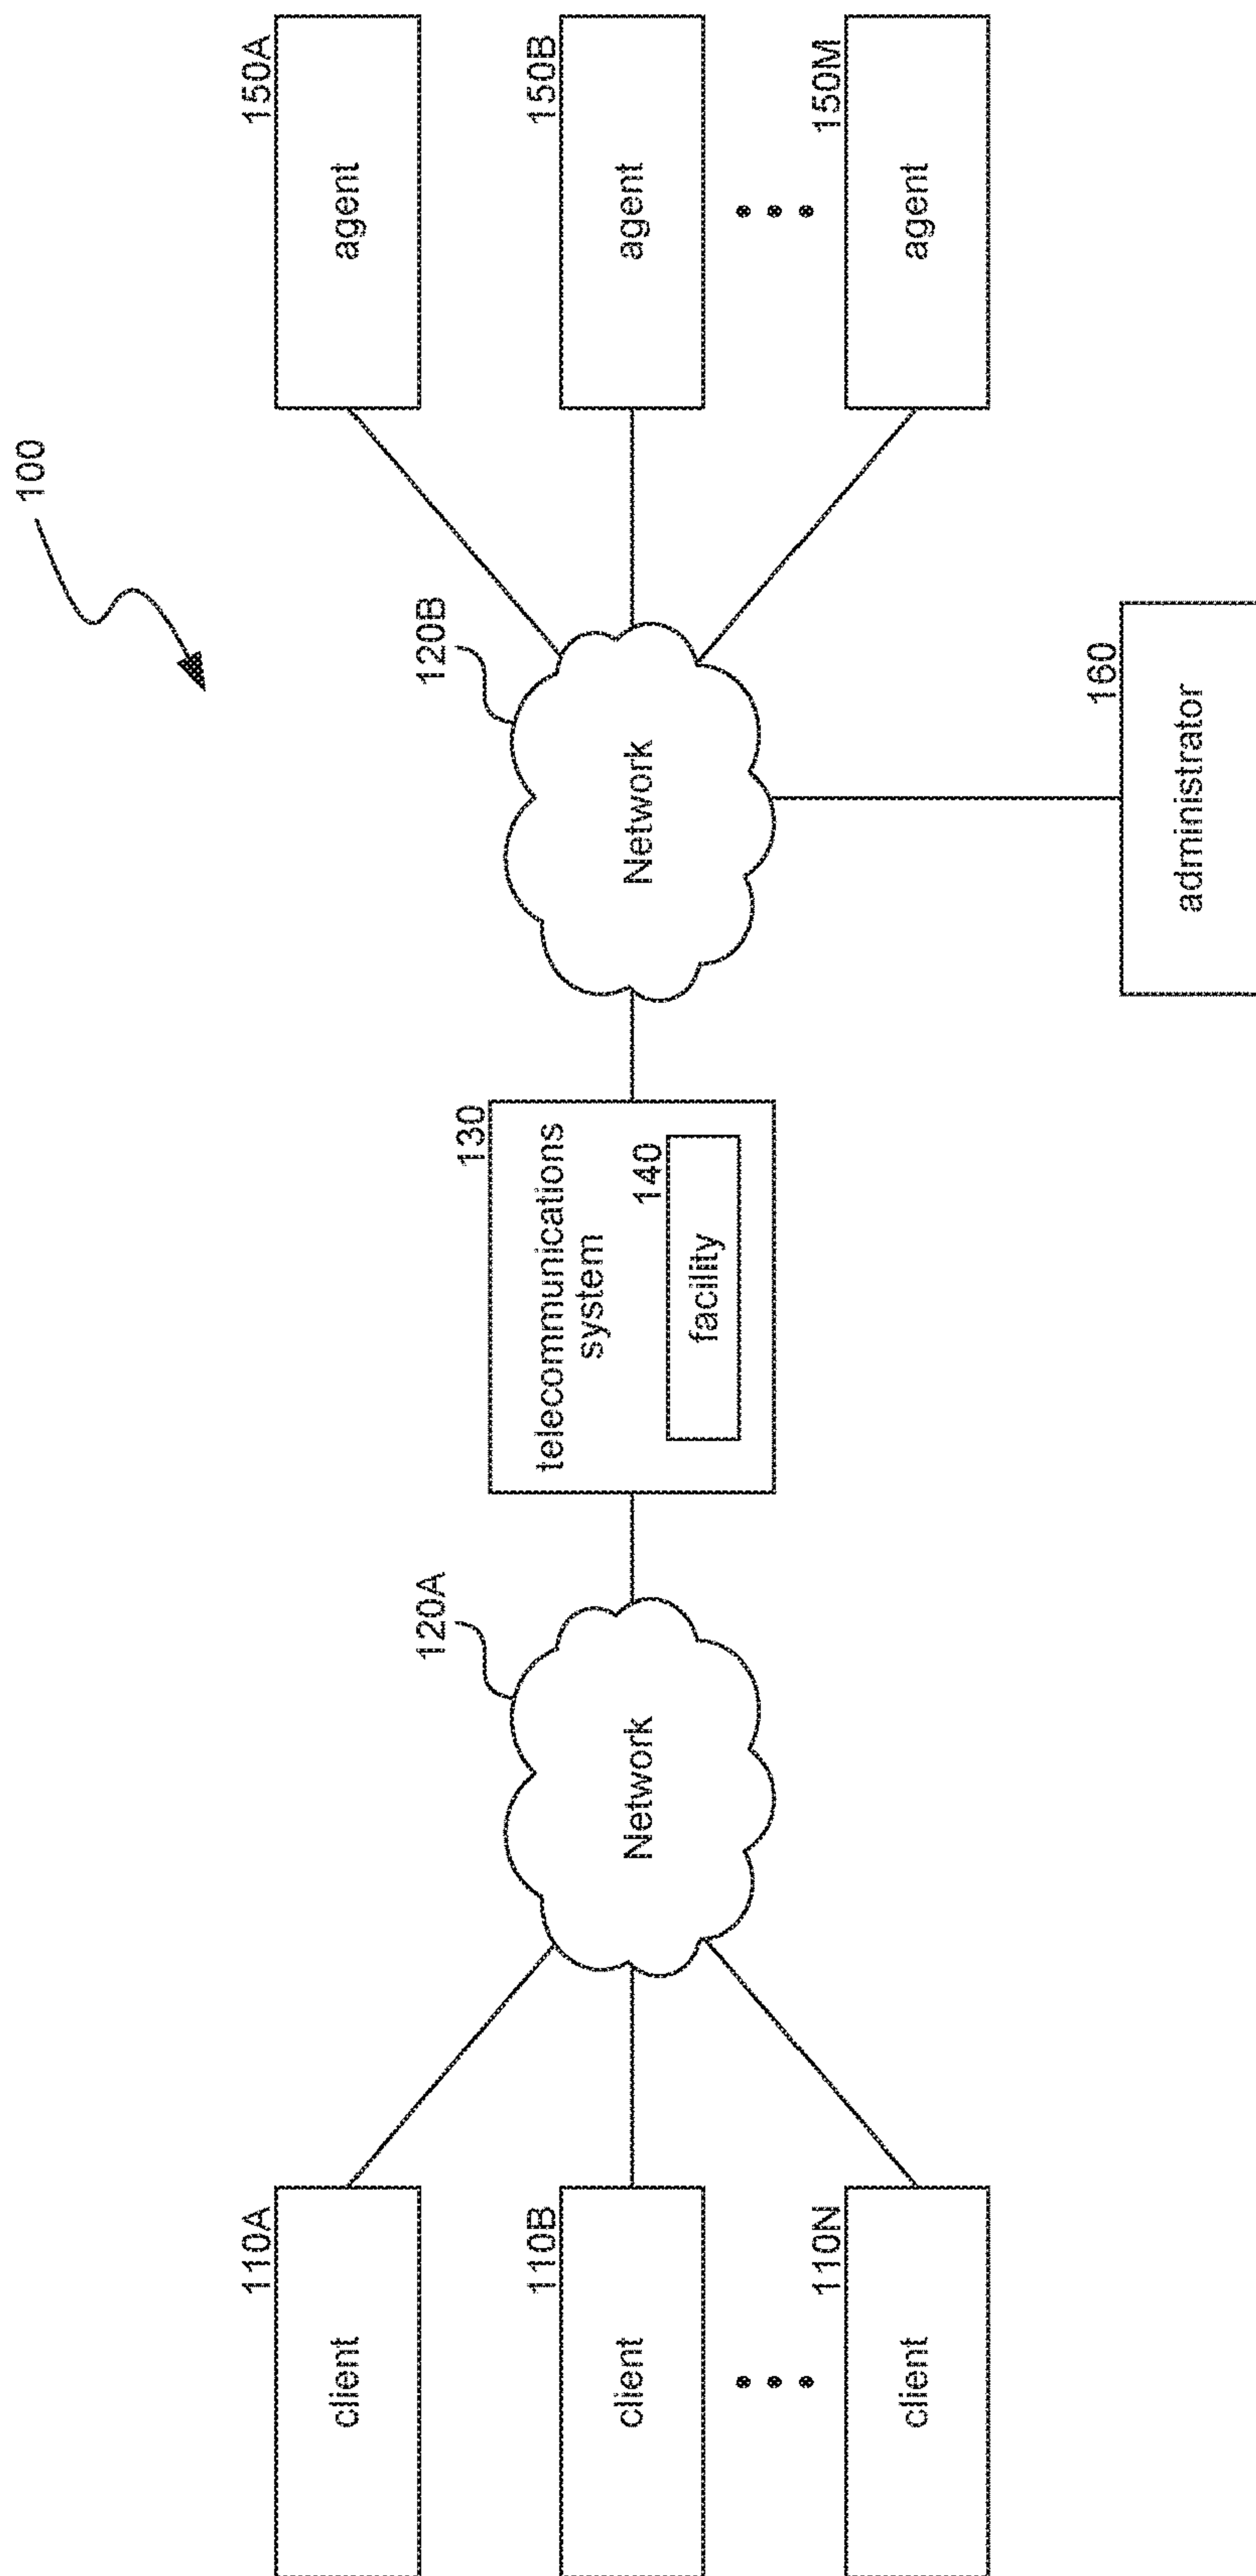 100
110A
client
110B
client
110N
client
120A
Network
130
telecommunications
system
140
facility
120B
Network
150A
agent
150B
agent
150M
agent
160
administrator